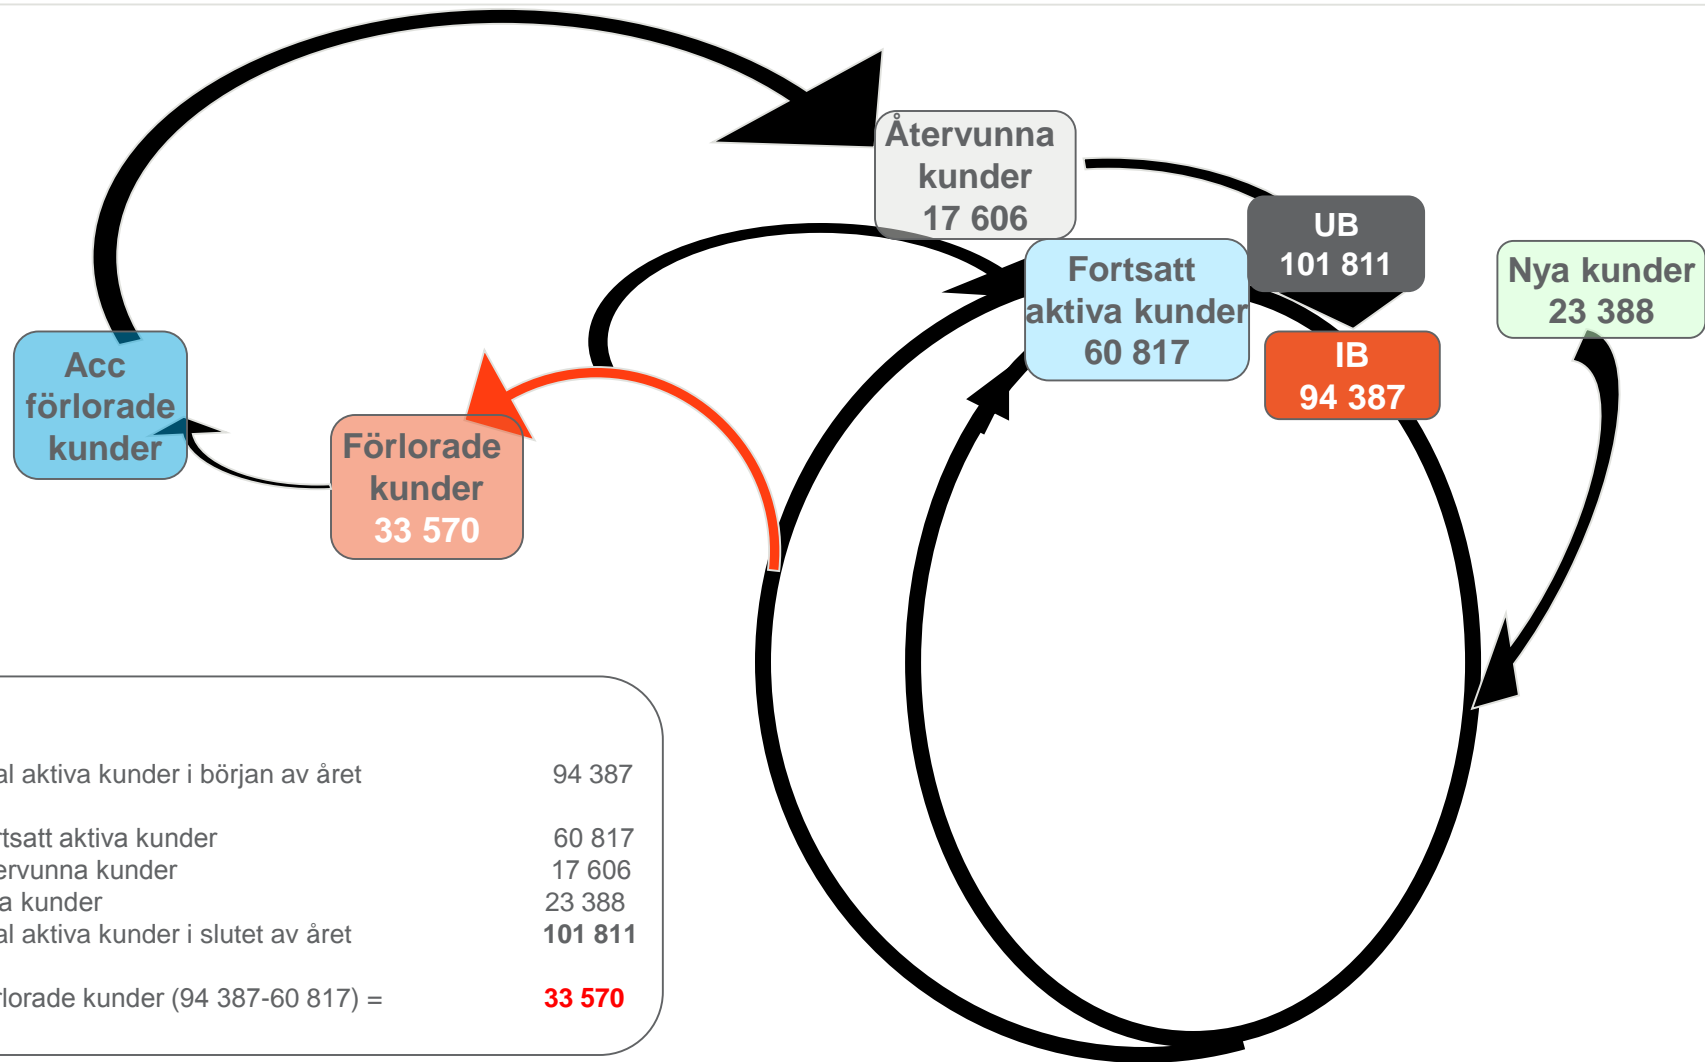 Återvunna
kunder
17 606
UB
101 811
Fortsatt
aktiva kunder
60 817
Nya kunder
23 388
IB
94 387
Acc
förlorade
kunder
Förlorade
kunder
33 570
al aktiva kunder i början av året 94 387
rtsatt aktiva kunder 60 817
ervunna kunder 17 606
a kunder 23 388
al aktiva kunder i slutet av året 101 811
rlorade kunder (94 387-60 817) = 33 570